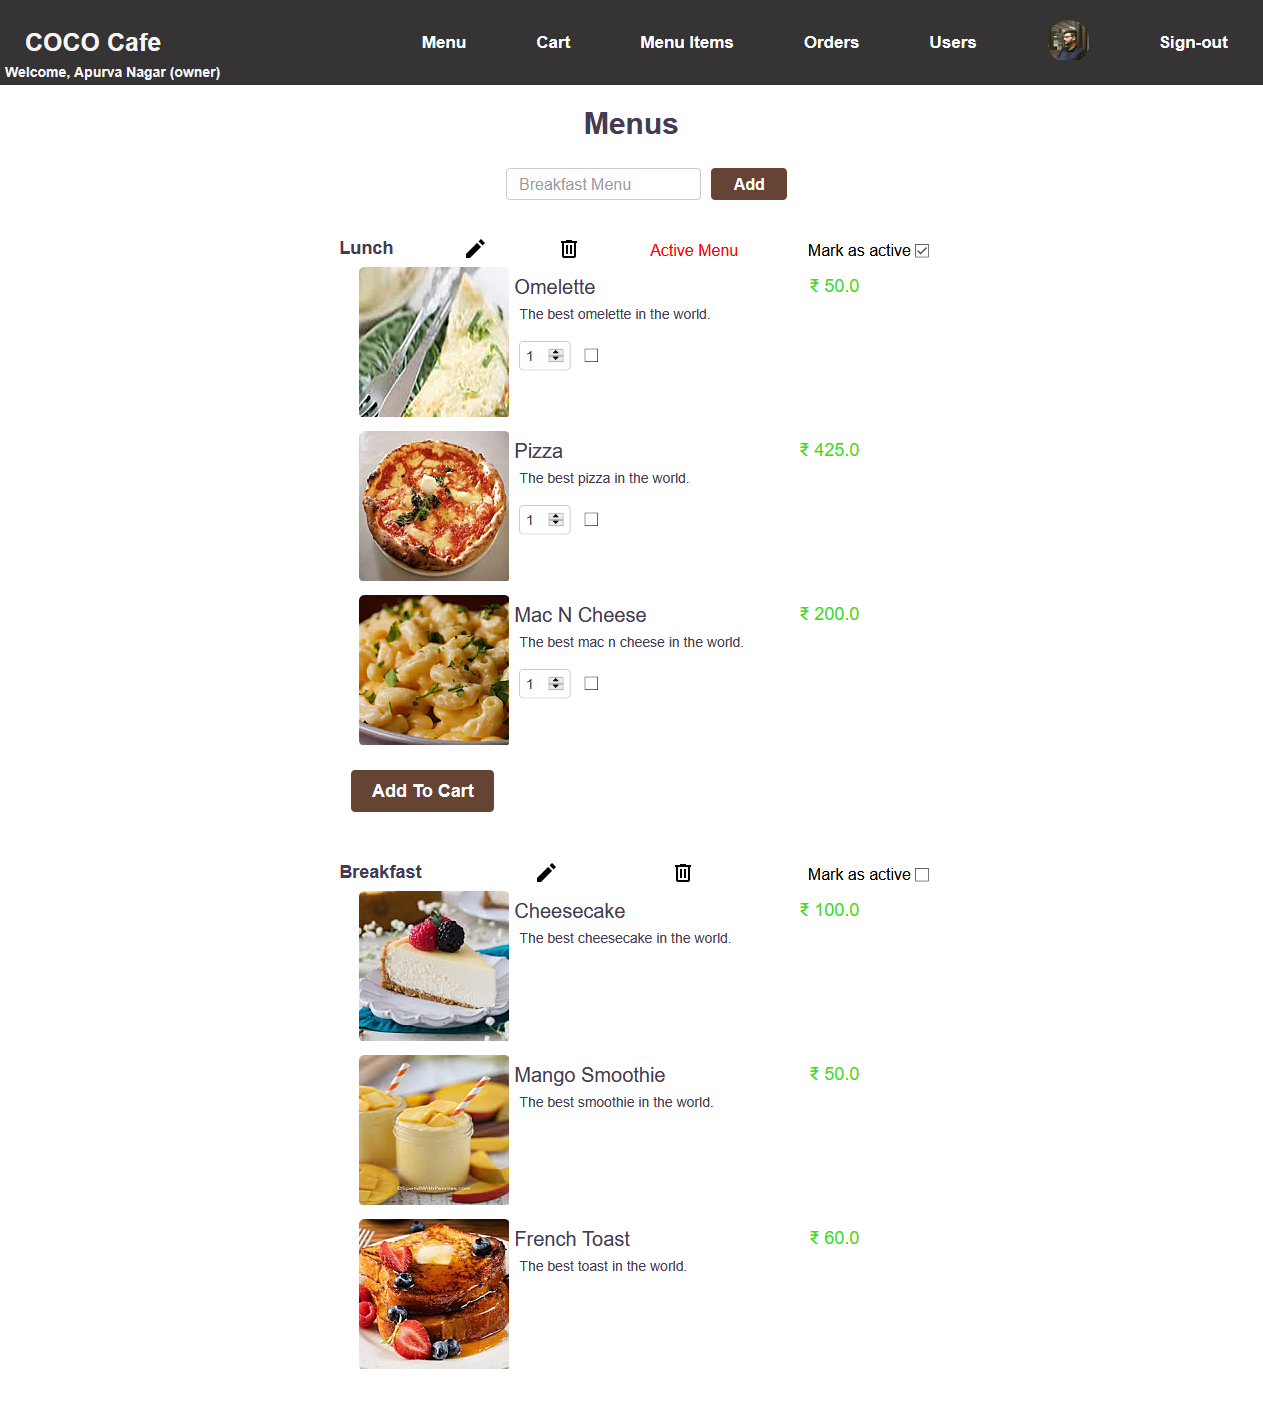 COCO Cafe
Welcome, Apurva Nagar (owner)
Menu Cart Menu Items Orders Users Sign-out
Menus
Breakfast Menu Add
Lunch Active Menu Mark as active
Omelette ₹ 50.0
The best omelette in the world.
1
Pizza ₹ 425.0
The best pizza in the world.
1
Mac N Cheese ₹ 200.0
The best mac n cheese in the world.
1
Add To Cart
Breakfast Mark as active
Cheesecake ₹ 100.0
The best cheesecake in the world.
Mango Smoothie ₹ 50.0
The best smoothie in the world.
©SpendWithPennies.com
French Toast ₹ 60.0
The best toast in the world.